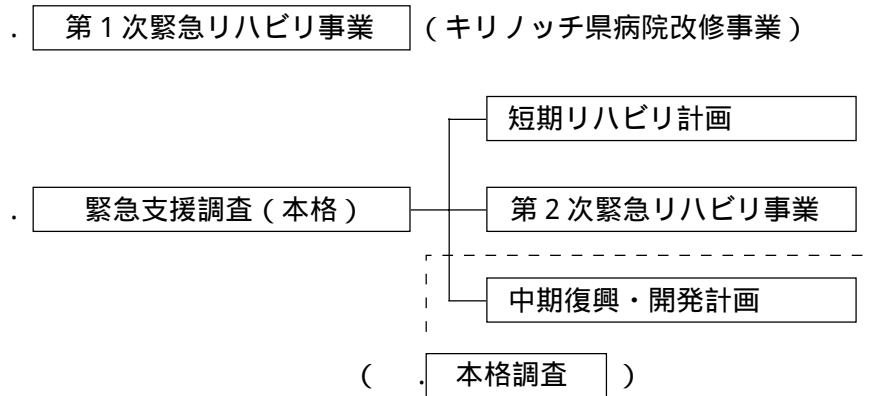 . 第1次緊急リハビリ事業 (キリノッチ県病院改修事業)
短期リハビリ計画
. 緊急支援調査(本格)
第2次緊急リハビリ事業
中期復興・開発計画
( . 本格調査 )